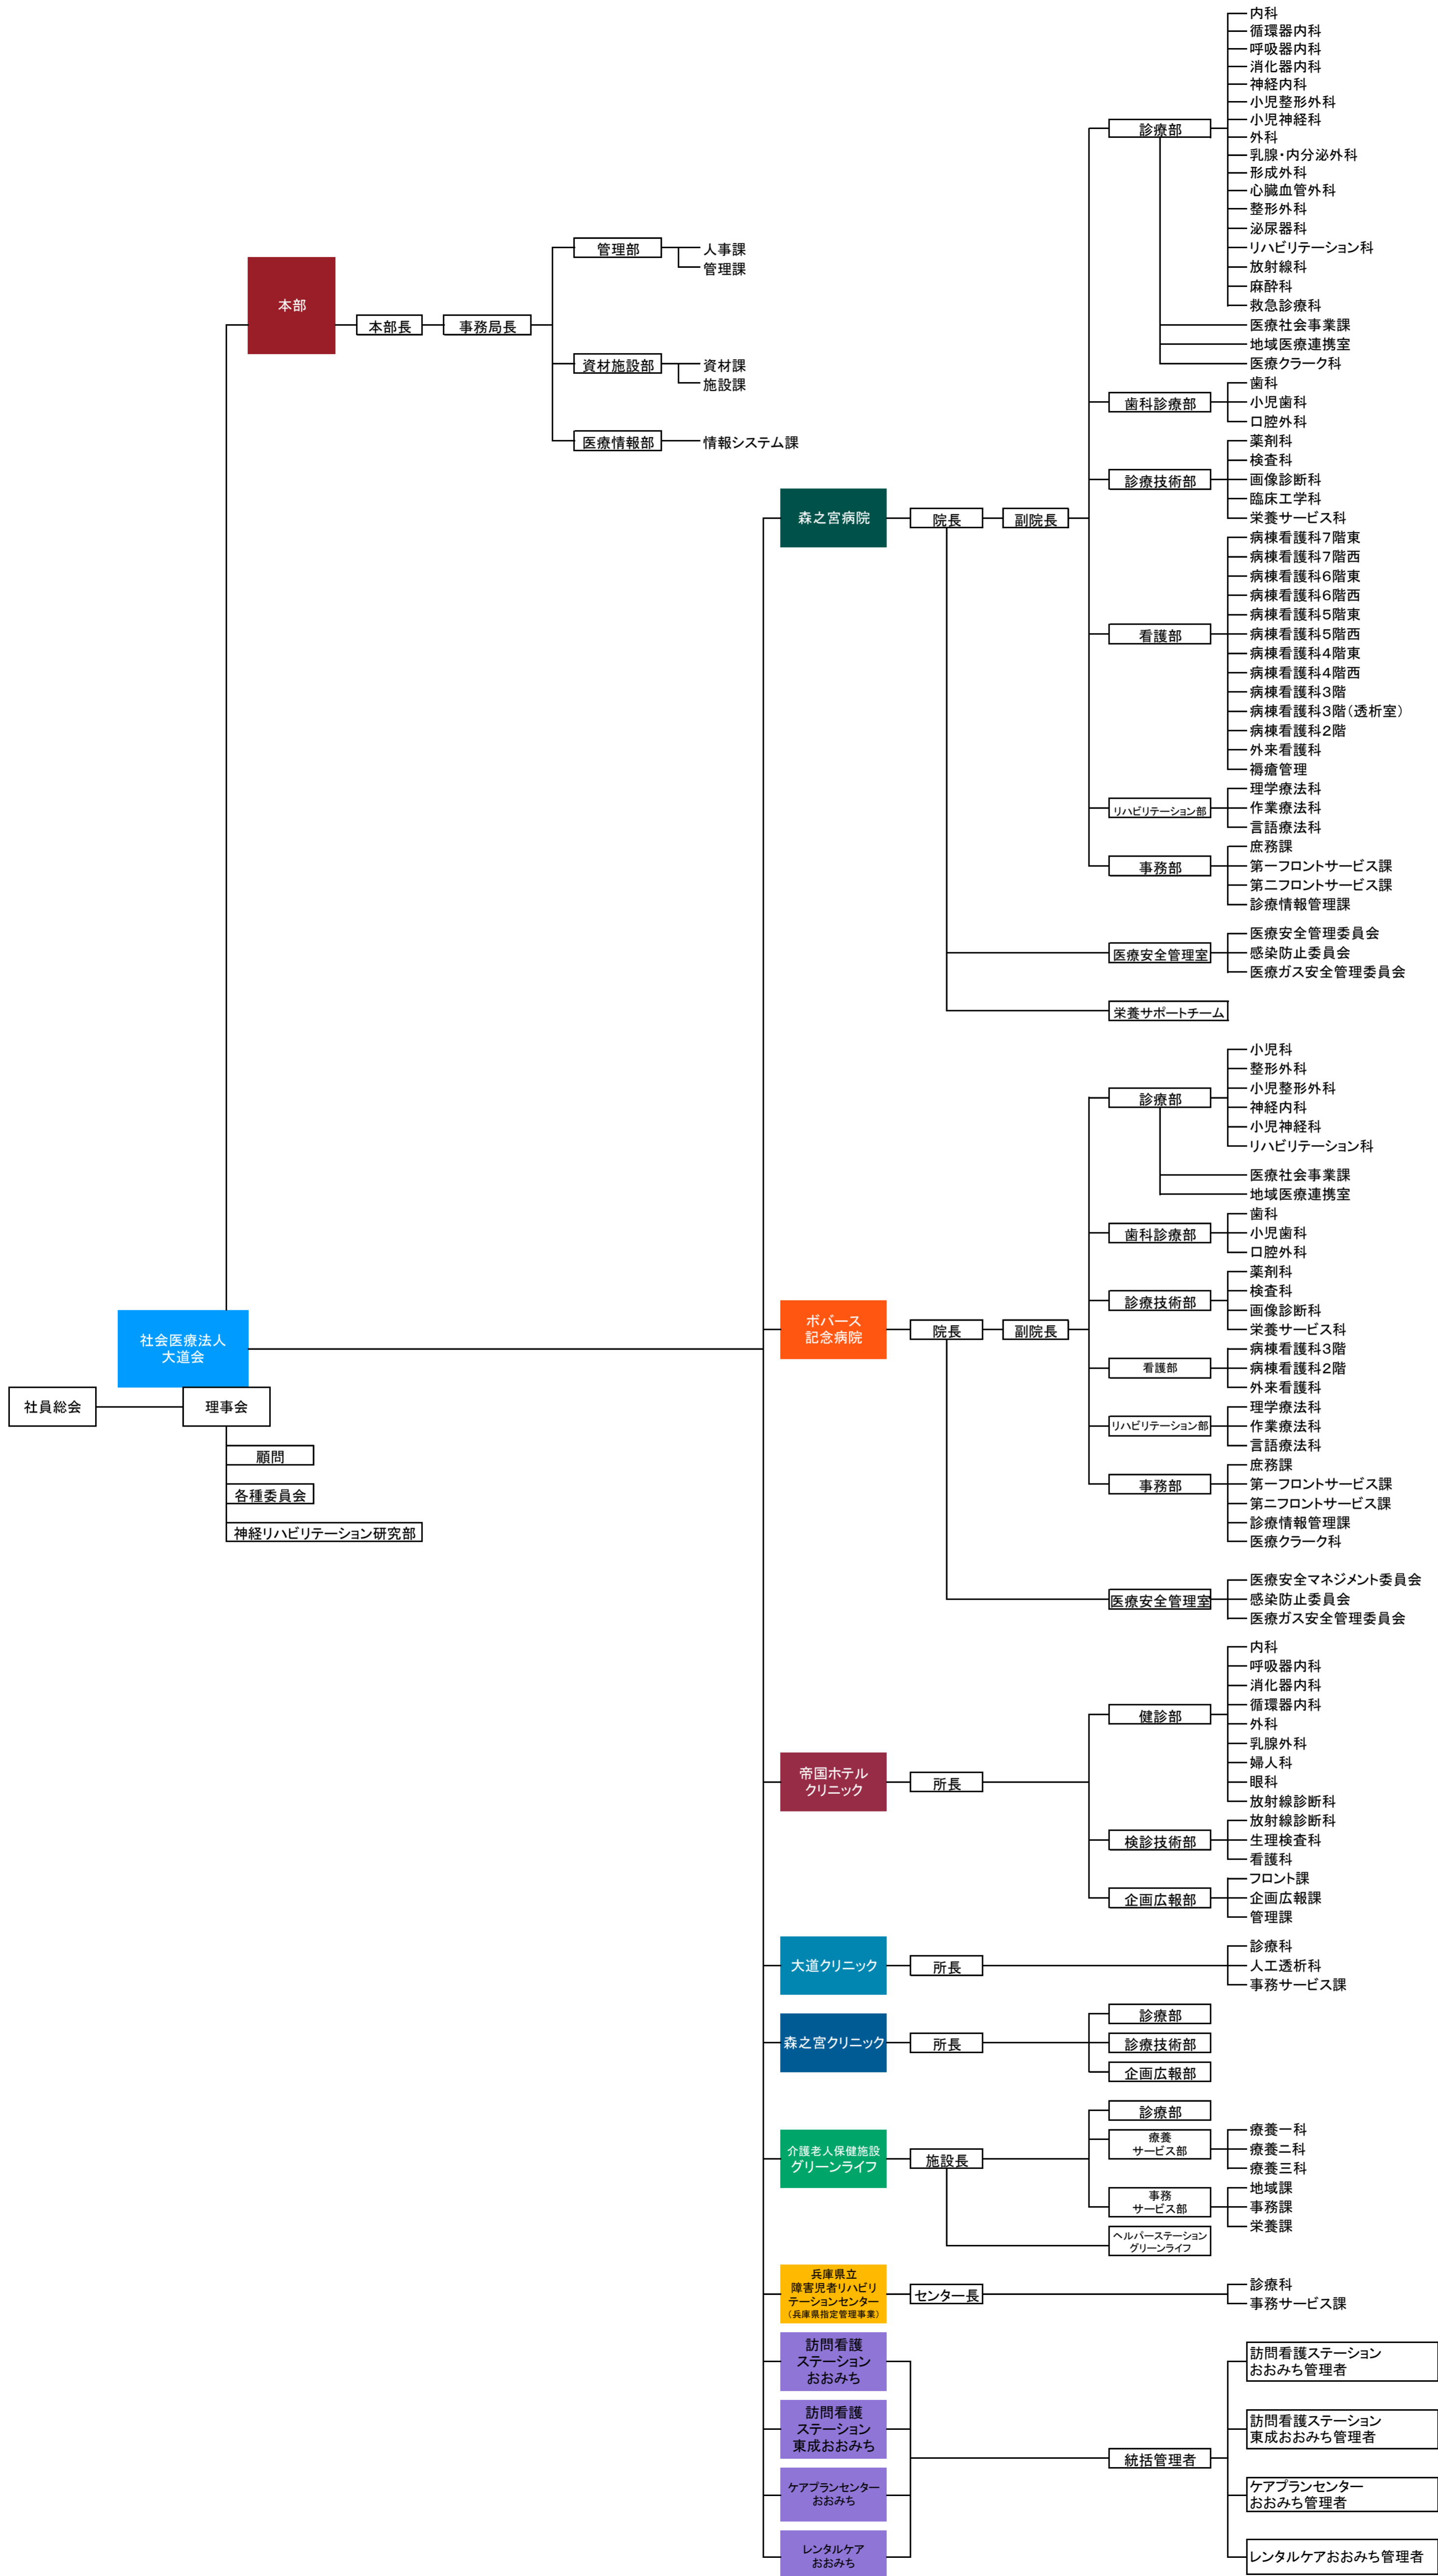 内科
循環器内科
呼吸器内科
消化器内科
神経内科
小児整形外科
小児神経科
診療部
外科
乳腺・内分泌外科
形成外科
心臓血管外科
整形外科
泌尿器科
リハビリテーション科
放射線科
麻酔科
救急診療科
医療社会事業課
地域医療連携室
医療クラーク科
本部
本部長
事務局長
管理部
人事課
管理課
資材施設部
資材課
施設課
医療情報部
情報システム課
歯科診療部
歯科
小児歯科
口腔外科
診療技術部
薬剤科
検査科
画像診断科
臨床工学科
栄養サービス科
森之宮病院
院長
副院長
看護部
病棟看護科7階東
病棟看護科7階西
病棟看護科6階東
病棟看護科6階西
病棟看護科5階東
病棟看護科5階西
病棟看護科4階東
病棟看護科4階西
病棟看護科3階
病棟看護科3階（透析室）
病棟看護科2階
外来看護科
褥瘡管理
リハビリテーション部
理学療法科
作業療法科
言語療法科
事務部
庶務課
第一フロントサービス課
第二フロントサービス課
診療情報管理課
医療安全管理室
医療安全管理委員会
感染防止委員会
医療ガス安全管理委員会
栄養サポートチーム
診療部
小児科
整形外科
小児整形外科
神経内科
小児神経科
リハビリテーション科
医療社会事業課
地域医療連携室
歯科診療部
歯科
小児歯科
口腔外科
診療技術部
薬剤科
検査科
画像診断科
栄養サービス科
ボバース
記念病院
院長
副院長
社会医療法人
大道会
社員総会
理事会
顧問
各種委員会
神経リハビリテーション研究部
看護部
病棟看護科3階
病棟看護科2階
外来看護科
リハビリテーション部
理学療法科
作業療法科
言語療法科
事務部
庶務課
第一フロントサービス課
第二フロントサービス課
診療情報管理課
医療クラーク科
医療安全管理室
医療安全マネジメント委員会
感染防止委員会
医療ガス安全管理委員会
帝国ホテル
クリニック
所長
健診部
内科
呼吸器内科
消化器内科
循環器内科
外科
乳腺外科
婦人科
眼科
放射線診断科
検診技術部
放射線診断科
生理検査科
看護科
企画広報部
フロント課
企画広報課
管理課
大道クリニック
所長
診療科
人工透析科
事務サービス課
森之宮クリニック
所長
診療部
診療技術部
企画広報部
介護老人保健施設
グリーンライフ
施設長
診療部
療養
サービス部
療養一科
療養二科
療養三科
事務
サービス部
地域課
事務課
栄養課
ヘルパーステーション
グリーンライフ
兵庫県立
障害児者リハビリ
テーションセンター
（兵庫県指定管理事業）
センター長
診療科
事務サービス課
訪問看護
ステーション
おおみち
訪問看護
ステーション
東成おおみち
ケアプランセンター
おおみち
レンタルケア
おおみち
統括管理者
訪問看護ステーション
おおみち管理者
訪問看護ステーション
東成おおみち管理者
ケアプランセンター
おおみち管理者
レンタルケアおおみち管理者